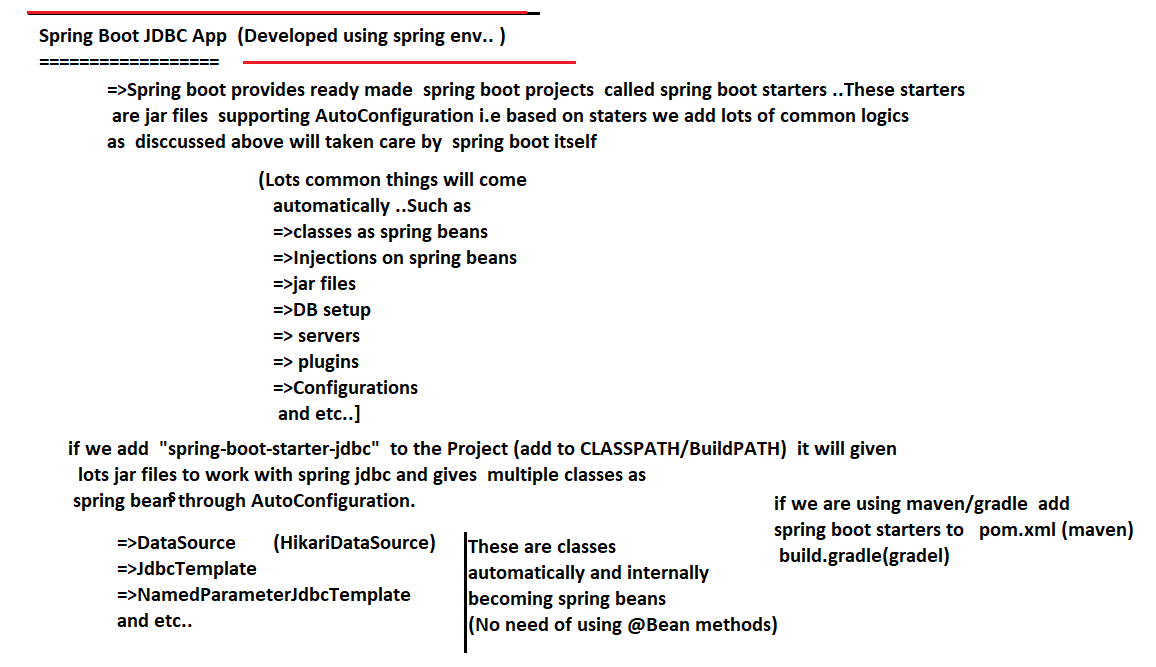 Spring Boot JDBC App  (Developed using spring env.. )
==================
=>Spring boot provides ready made  spring boot projects  called spring boot starters ..These starters
are jar files  supporting AutoConfiguration i.e based on staters we add lots of common logics
as  disccussed above will taken care by  spring boot itself
(Lots common things will come
automatically ..Such as
=>classes as spring beans
=>Injections on spring beans
=>jar files
=>DB setup
=> servers
=> plugins
=>Configurations
and etc..]
if we add  "spring-boot-starter-jdbc"  to the Project (add to CLASSPATH/BuildPATH)  it will given
lots jar files to work with spring jdbc and gives  multiple classes as
spring beans through AutoConfiguration.
=>DataSource      (HikariDataSource)
=>JdbcTemplate
=>NamedParameterJdbcTemplate
and etc..
These are classes
automatically and internally
becoming spring beans
(No need of using @Bean methods)
if we are using maven/gradle  add
spring boot starters to   pom.xml (maven)
build.gradle(gradel)